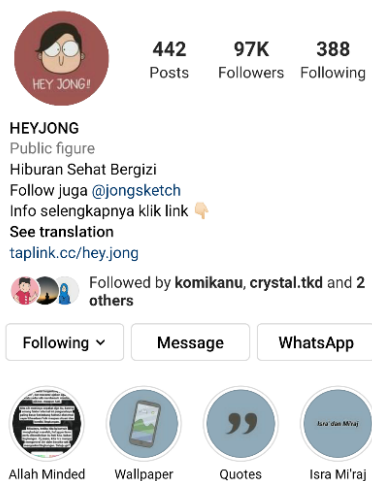 HEY JONG!!
442 97K 388
Posts Followers Following
HEYJONG
Public figure
Hiburan Sehat Bergizi
Follow juga @jongsketch
Info selengkapnya klik link 👇🏻
See translation
taplink.cc/hey.jong
Followed by komikanu, crystal.tkd and 2
others
Following
Message
WhatsApp
Isra' dan Mi'raj
Allah Minded
Wallpaper
Quotes
Isra Mi'raj